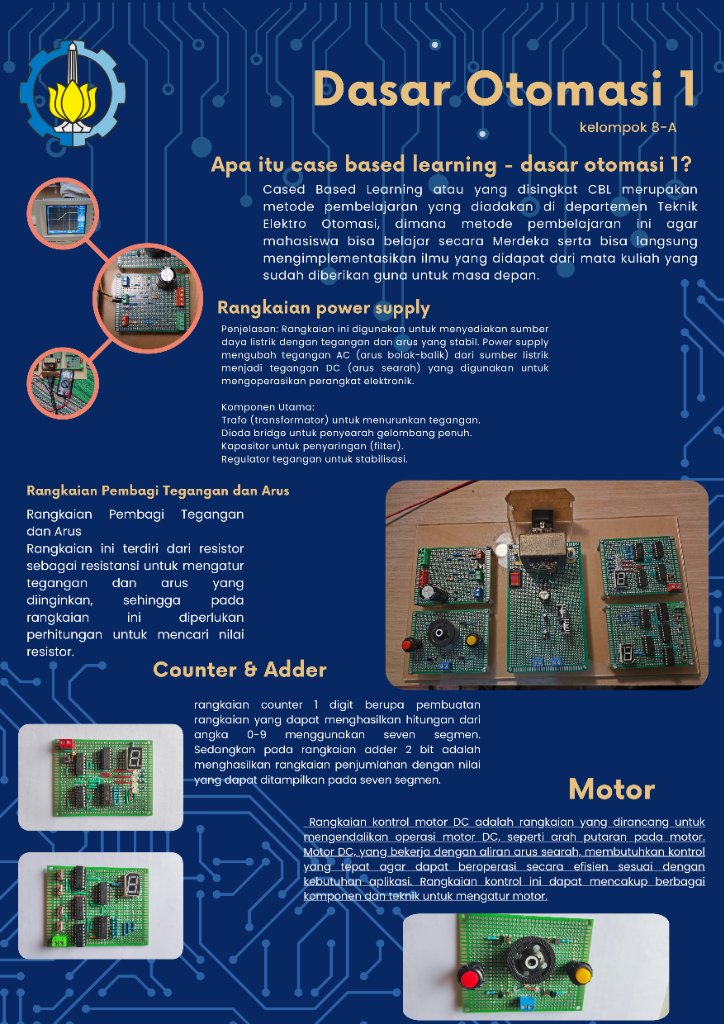 Dasar Otomasi 1
kelompok 8-A
Apa itu case based learning - dasar otomasi 1?
Cased Based Learning atau yang disingkat CBL merupakan
metode pembelajaran yang diadakan di departemen Teknik
Elektro Otomasi, dimana metode pembelajaran ini agar
mahasiswa bisa belajar secara Merdeka serta bisa langsung
mengimplementasikan ilmu yang didapat dari mata kuliah yang
sudah diberikan guna untuk masa depan.
Rangkaian power supply
Penjelasan: Rangkaian ini digunakan untuk menyediakan sumber
daya listrik dengan tegangan dan arus yang stabil. Power supply
mengubah tegangan AC (arus bolak-balik) dari sumber listrik
menjadi tegangan DC (arus searah) yang digunakan untuk
mengoperasikan perangkat elektronik.
Komponen Utama:
Trafo (transformator) untuk menurunkan tegangan.
Dioda bridge untuk penyearah gelombang penuh.
Kapasitor untuk penyaringan (filter).
Regulator tegangan untuk stabilisasi.
Rangkaian Pembagi Tegangan dan Arus
Rangkaian Pembagi Tegangan
dan Arus
Rangkaian ini terdiri dari resistor
sebagai resistansi untuk mengatur
tegangan dan arus yang
diinginkan, sehingga pada
rangkaian ini diperlukan
perhitungan untuk mencari nilai
resistor.
Counter & Adder
rangkaian counter 1 digit berupa pembuatan
rangkaian yang dapat menghasilkan hitungan dari
angka 0-9 menggunakan seven segmen.
Sedangkan pada rangkaian adder 2 bit adalah
menghasilkan rangkaian penjumlahan dengan nilai
yang dapat ditampilkan pada seven segmen.
Motor
Rangkaian kontrol motor DC adalah rangkaian yang dirancang untuk
mengendalikan operasi motor DC, seperti arah putaran pada motor.
Motor DC, yang bekerja dengan aliran arus searah, membutuhkan kontrol
yang tepat agar dapat beroperasi secara efisien sesuai dengan
kebutuhan aplikasi. Rangkaian kontrol ini dapat mencakup berbagai
komponen dan teknik untuk mengatur motor.